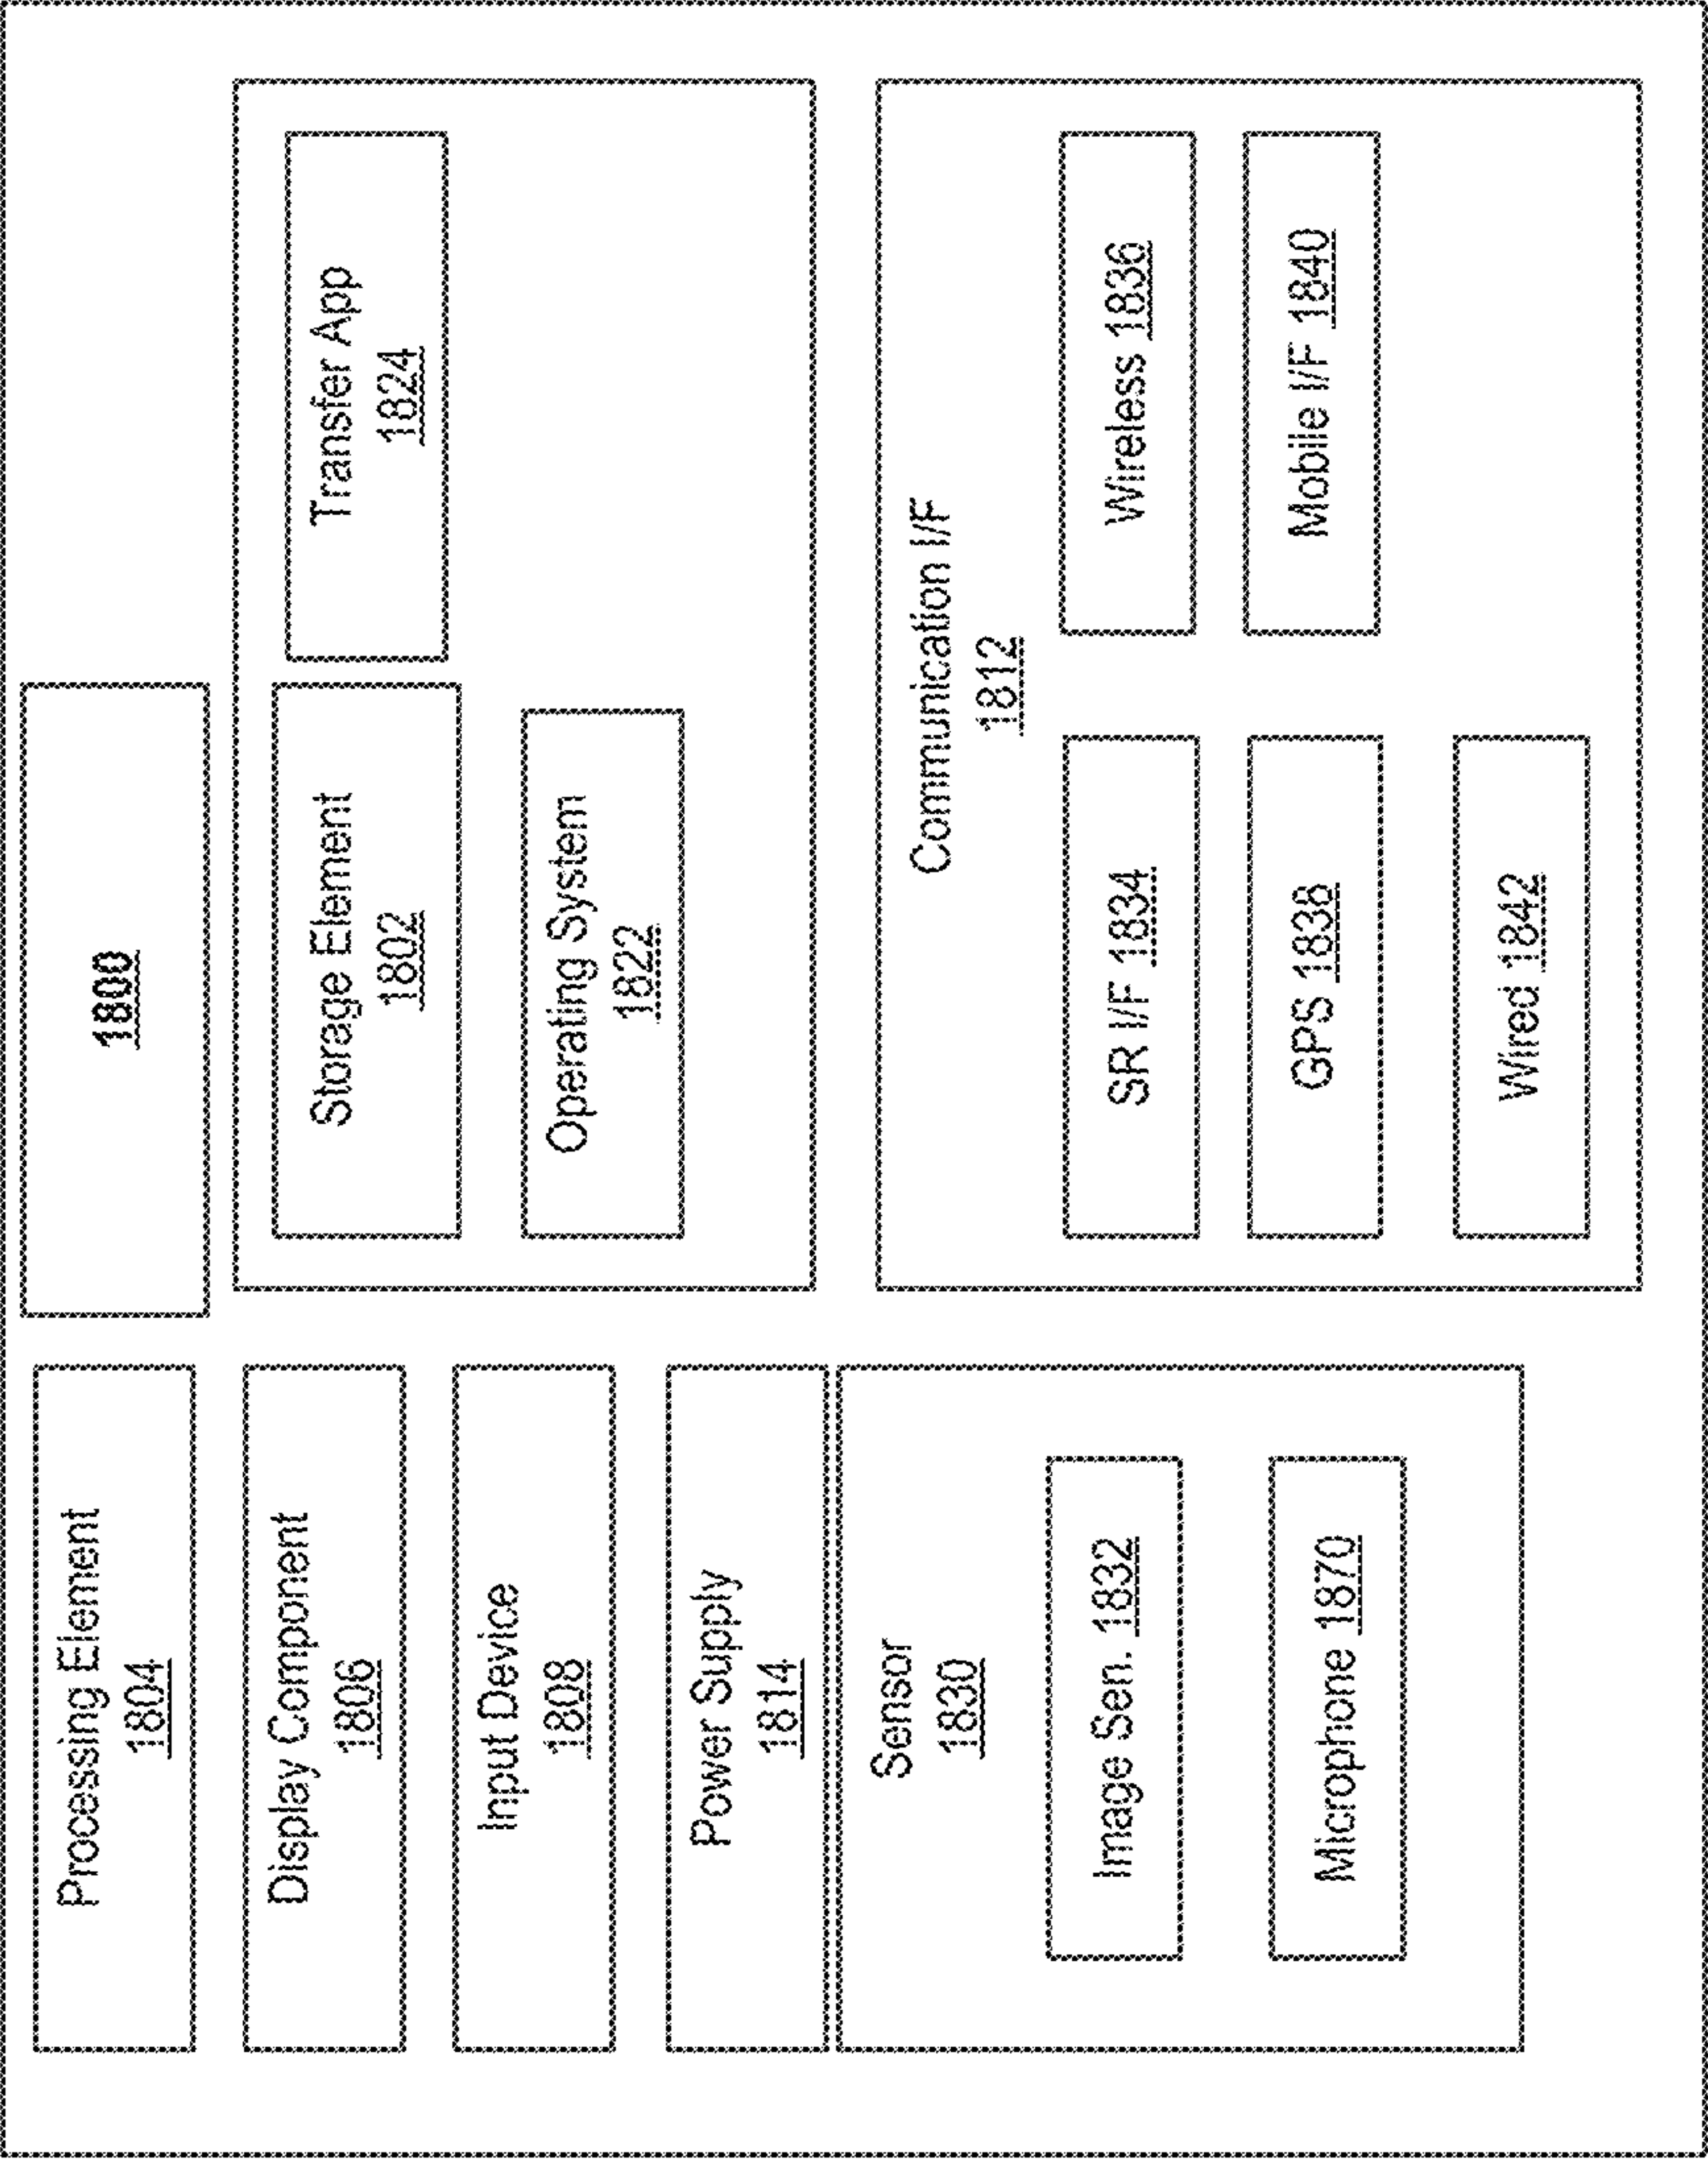 1800
Processing Element
1804
Display Component
1806
Input Device
1808
Power Supply
1814
Sensor
1830
Image Sen. 1832
Microphone 1870
Storage Element
1802
Transfer App
1824
Operating System
1822
Communication I/F
1812
SR I/F 1834
Wireless 1836
GPS 1838
Mobile I/F 1840
Wired 1842